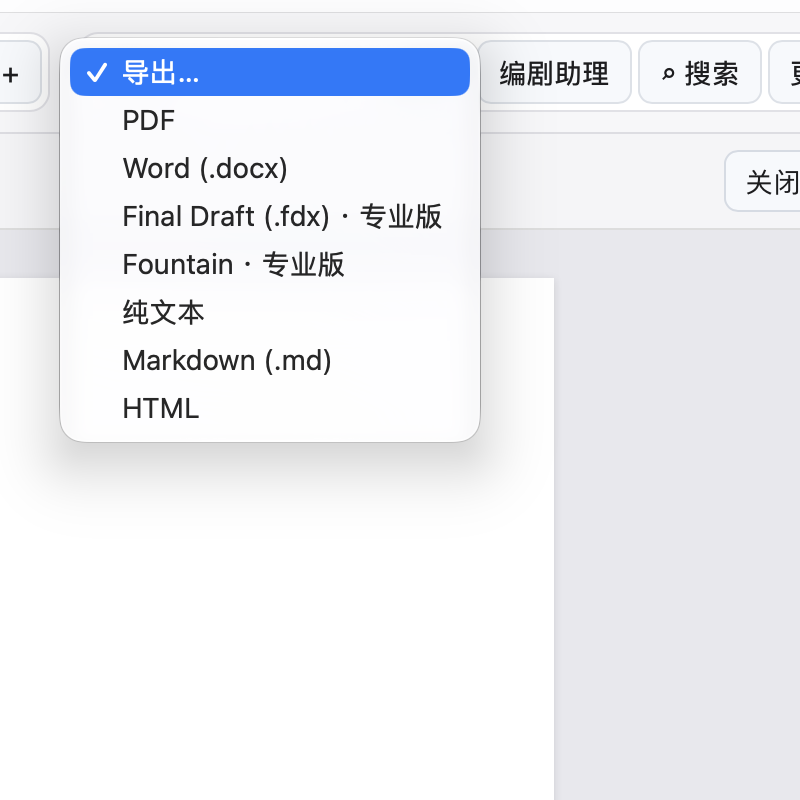 +
✓ 导出...
编剧助理
搜索
PDF
Word (.docx)
关闭
Final Draft (.fdx) · 专业版
Fountain · 专业版
纯文本
Markdown (.md)
HTML